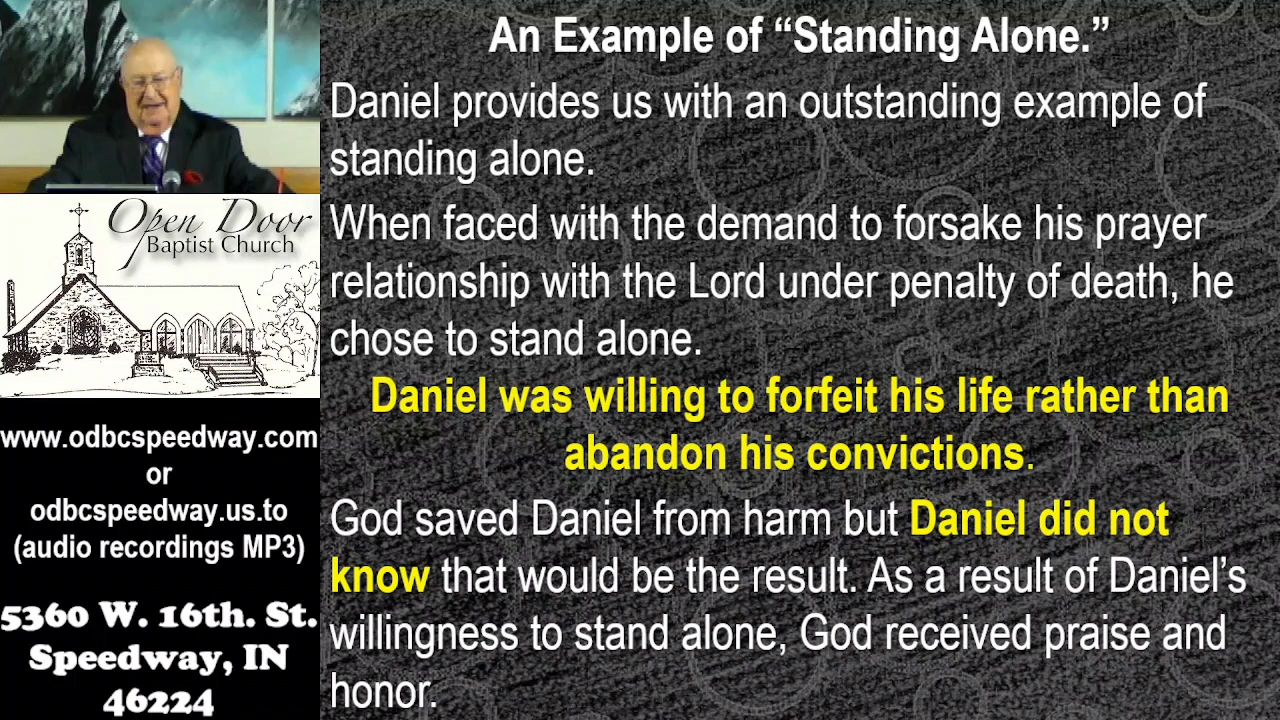 An Example of “Standing Alone.”
Daniel provides us with an outstanding example of
standing alone.
When faced with the demand to forsake his prayer
relationship with the Lord under penalty of death, he
chose to stand alone.
Daniel was willing to forfeit his life rather than
abandon his convictions.
God saved Daniel from harm but Daniel did not
know that would be the result. As a result of Daniel’s
willingness to stand alone, God received praise and
honor.
Open Door
Baptist Church
www.odbcspeedway.com
or
odbcspeedway.us.to
(audio recordings MP3)
5360 W. 16th. St.
Speedway, IN
46224